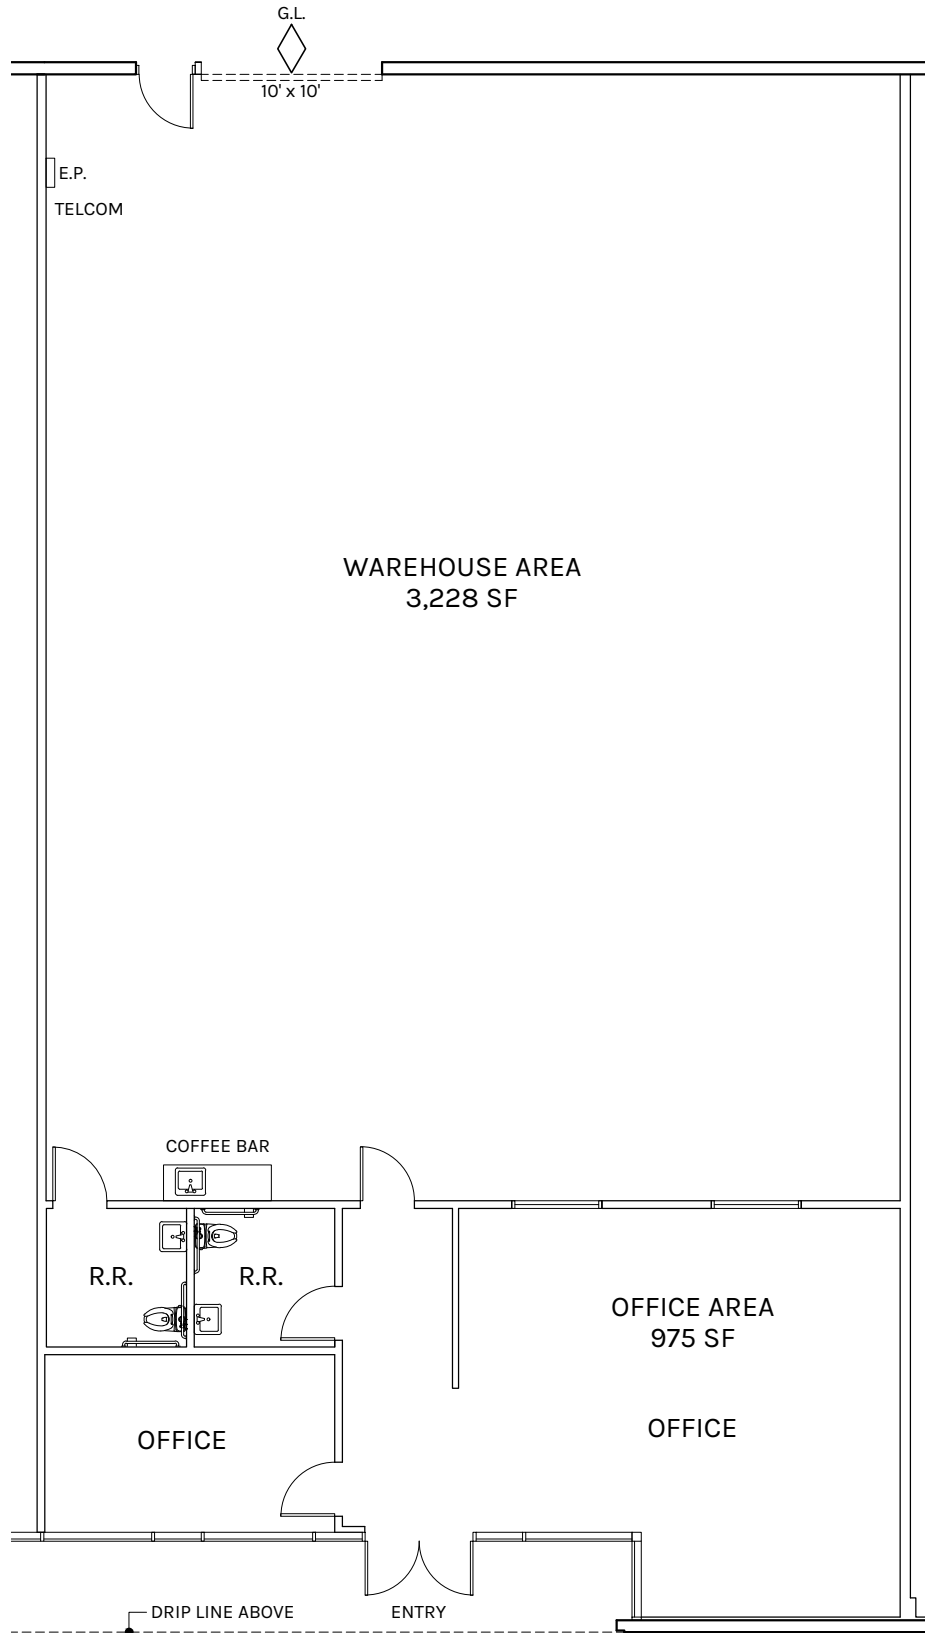 G.L.
10' x 10'
E.P.
TELCOM
WAREHOUSE AREA
3,228 SF
COFFEE BAR
R.R.
R.R.
OFFICE AREA
975 SF
OFFICE
OFFICE
DRIP LINE ABOVE
ENTRY